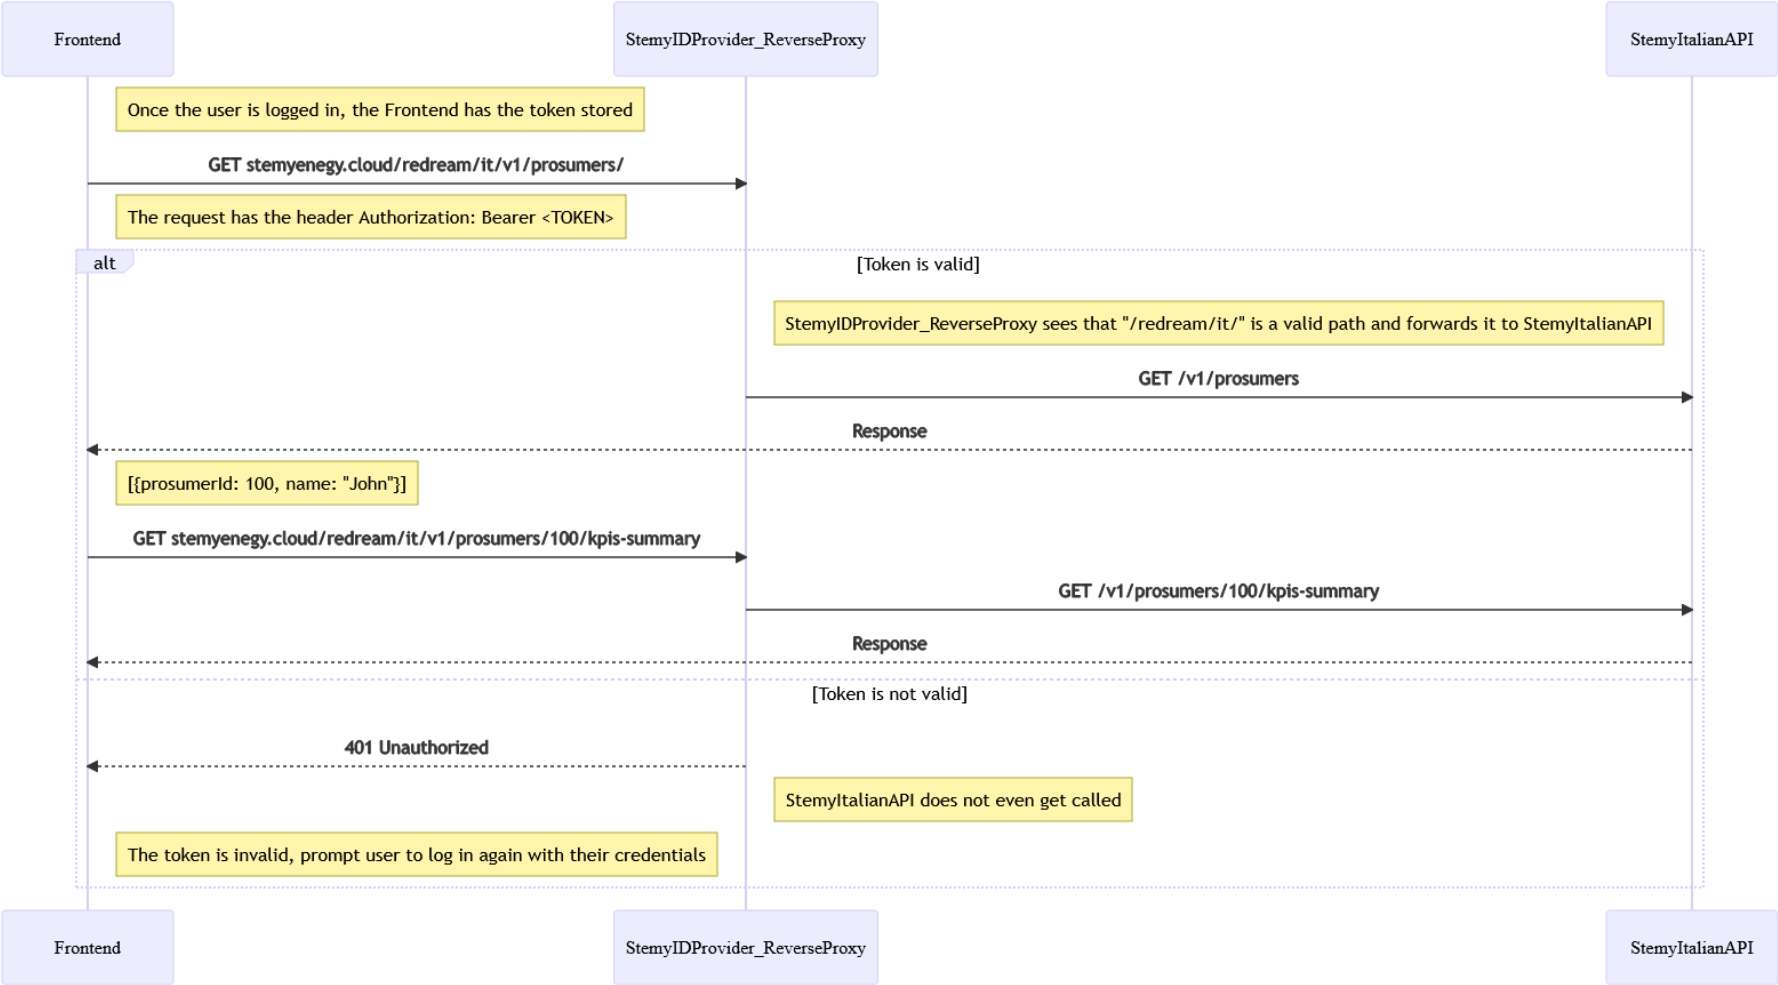 Frontend
StemyIDProvider_ReverseProxy
StemyItalianAPI
Once the user is logged in, the Frontend has the token stored
GET stemyenegy.cloud/redream/it/v1/prosumers/
The request has the header Authorization: Bearer <TOKEN>
alt
[Token is valid]
StemyIDProvider_ReverseProxy sees that "/redream/it/" is a valid path and forwards it to StemyItalianAPI
GET /v1/prosumers
Response
[{prosumerId: 100, name: "John"}]
GET stemyenegy.cloud/redream/it/v1/prosumers/100/kpis-summary
GET /v1/prosumers/100/kpis-summary
Response
[Token is not valid]
401 Unauthorized
StemyItalianAPI does not even get called
The token is invalid, prompt user to log in again with their credentials
Frontend
StemyIDProvider_ReverseProxy
StemyItalianAPI